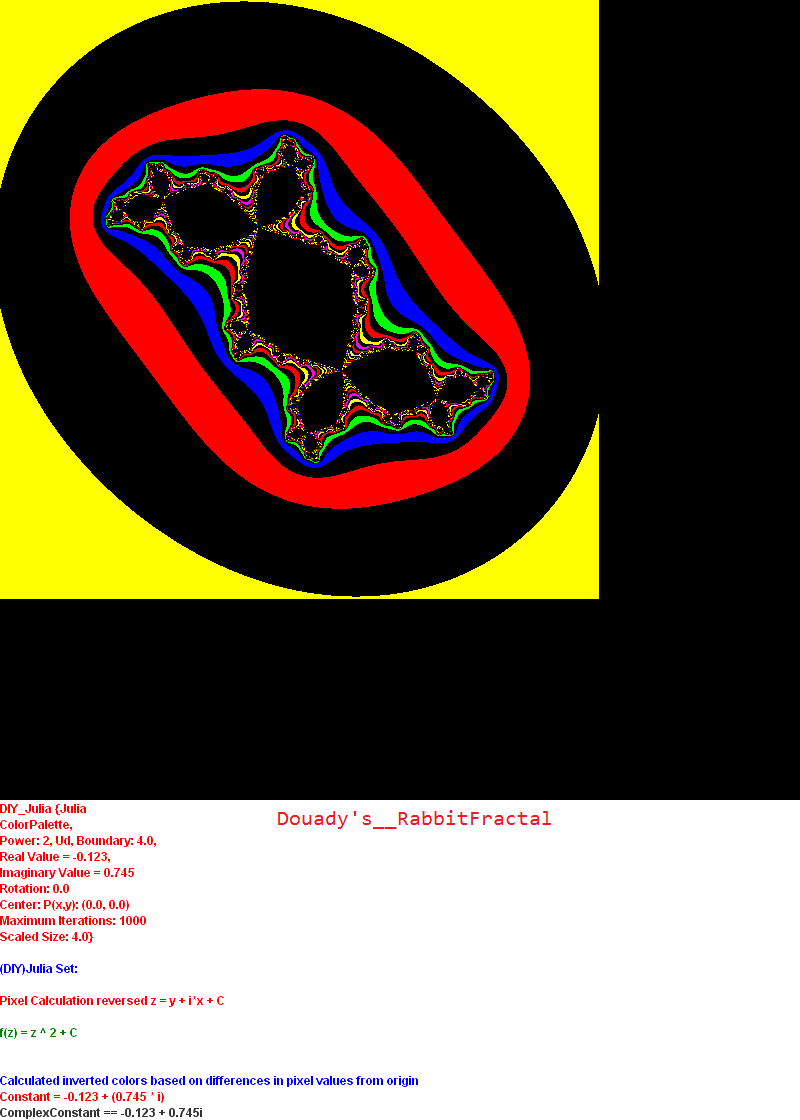 DIY_Julia {Julia
ColorPalette,
Power: 2, Ud, Boundary: 4.0,
Real Value = -0.123,
Imaginary Value = 0.745
Rotation: 0.0
Center: P(x,y): (0.0, 0.0)
Maximum Iterations: 1000
Scaled Size: 4.0}
Douady's__RabbitFractal
(DIY)Julia Set:
Pixel Calculation reversed z = y + i*x + C
f(z) = z ^ 2 + C
Calculated inverted colors based on differences in pixel values from origin
Constant = -0.123 + (0.745 * i)
ComplexConstant == -0.123 + 0.745i